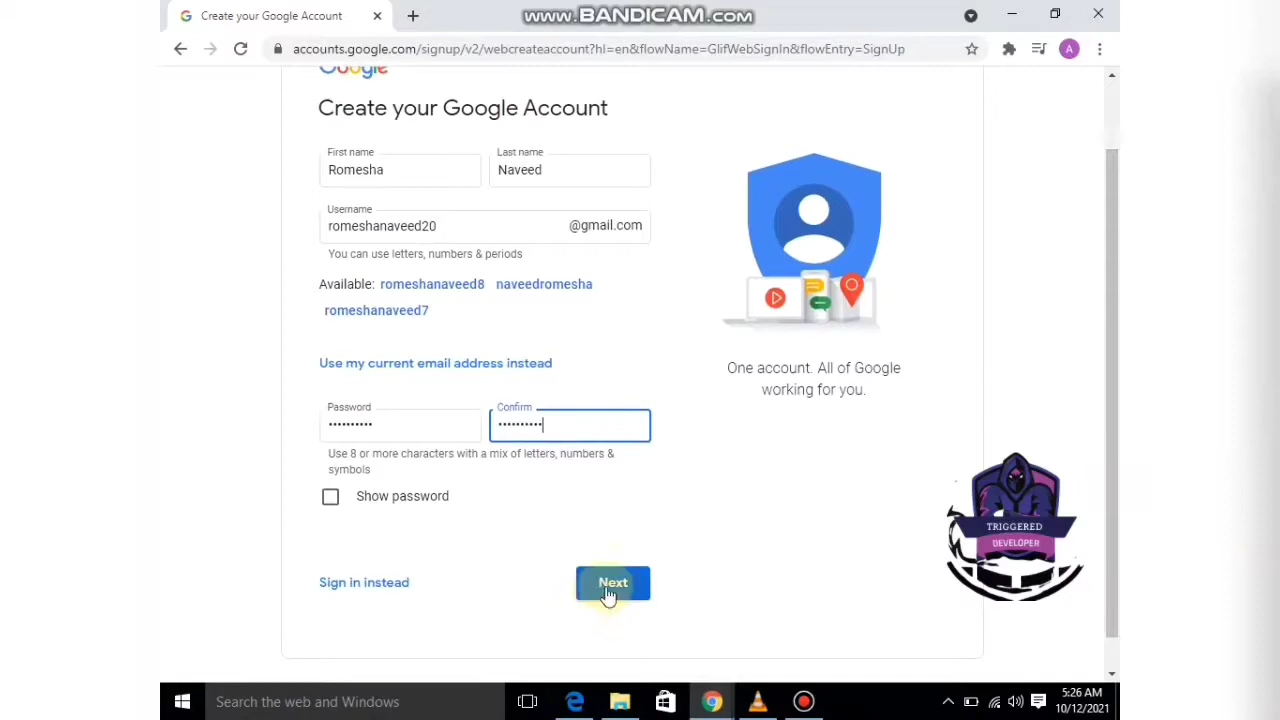 Create your Google Account
www.BANDICAM.com
accounts.google.com/signup/v2/webcreateaccount?hl=en&flowName=GlifWebSignIn&flowEntry=SignUp
A
Google
Create your Google Account
First name
Last name
Romesha
Naveed
Username
romeshanaveed20
@gmail.com
You can use letters, numbers & periods
Available: romeshanaveed8 naveedromesha
romeshanaveed7
Use my current email address instead
One account. All of Google
working for you.
Password
Confirm
••••••••••
••••••••••
Use 8 or more characters with a mix of letters, numbers &
symbols
Show password
TRIGGERED
DEVELOPER
Sign in instead
Next
Search the web and Windows
5:26 AM
10/12/2021